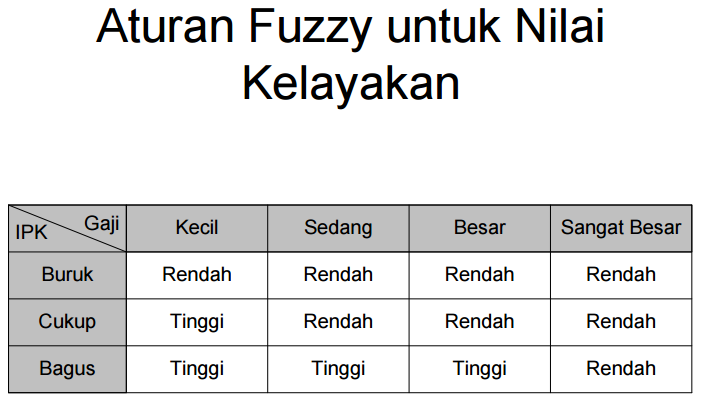 Aturan Fuzzy untuk Nilai
Kelayakan
IPK Gaji Kecil Sedang Besar Sangat Besar
Buruk Rendah Rendah Rendah Rendah
Cukup Tinggi Rendah Rendah Rendah
Bagus Tinggi Tinggi Tinggi Rendah